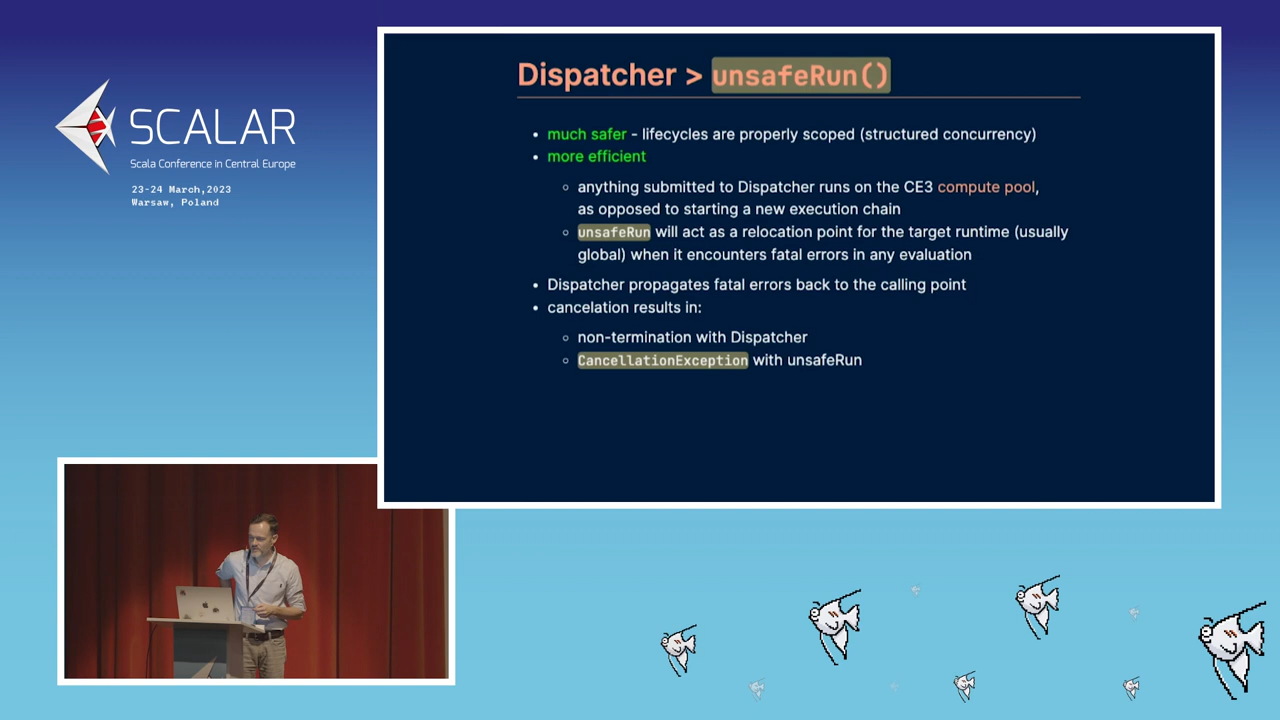 SCALAR
Scala Conference in Central Europe
23-24 March,2023
Warsaw, Poland
Dispatcher > unsafeRun()
• much safer - lifecycles are properly scoped (structured concurrency)
• more efficient
◦ anything submitted to Dispatcher runs on the CE3 compute pool,
as opposed to starting a new execution chain
◦ unsafeRun will act as a relocation point for the target runtime (usually
global) when it encounters fatal errors in any evaluation
• Dispatcher propagates fatal errors back to the calling point
• cancelation results in:
◦ non-termination with Dispatcher
◦ CancellationException with unsafeRun